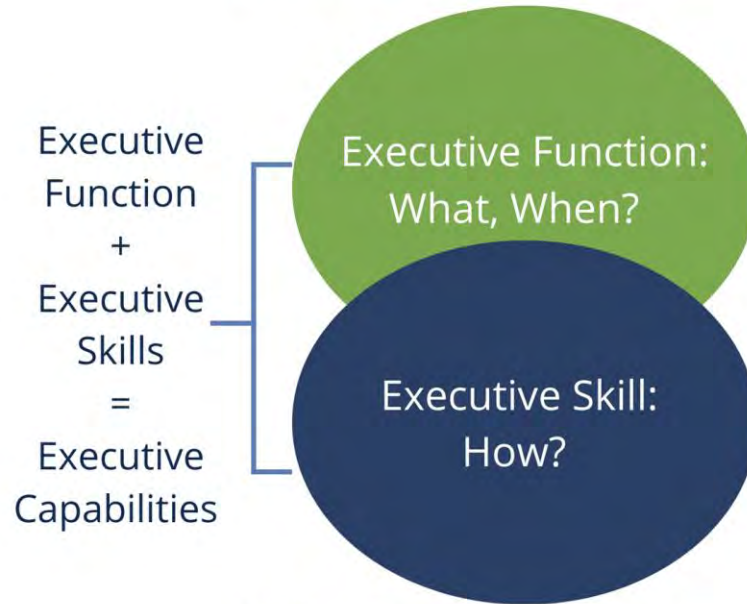 Executive
Function
+
Executive
Skills
=
Executive
Capabilities
Executive Function:
What, When?
Executive Skill:
How?